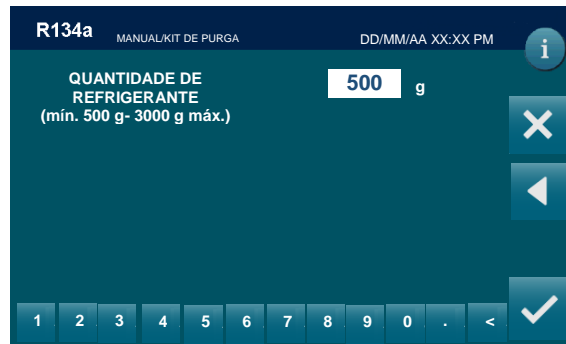 R134a MANUAL/KIT DE PURGA DD/MM/AA XX:XX PM
i
QUANTIDADE DE 500 g
REFRIGERANTE
(mín. 500 g- 3000 g máx.)
1 2 3 4 5 6 7 8 9 0 . <